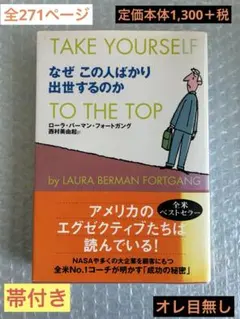 全271ページ
定価本体1,300＋税
TAKE YOURSELF
なぜ この人ばかり
出世するのか
TO THE TOP
ローラ・バーマン・フォートガング
西村美由起 訳
by LAURA BERMAN FORTGANG
全米
ベストセラー
アメリカの
エグゼクティブたちは
読んでいる!
NASAや多くの大企業を顧客にもつ
全米No.1コーチが明かす「成功の秘密」
帯付き
オレ目無し